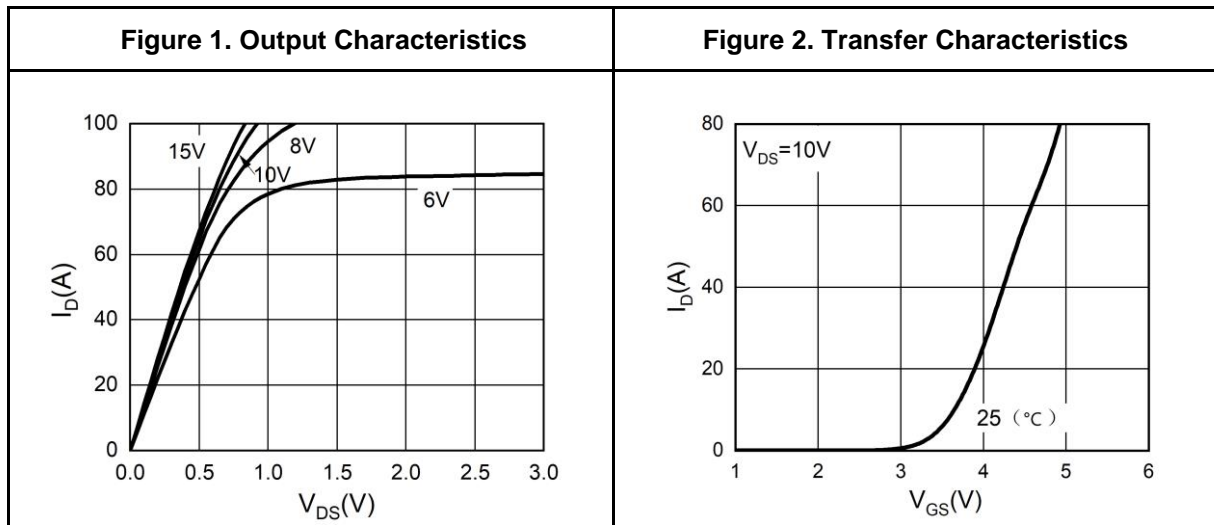 Figure 1. Output Characteristics
100
80
60
40
20
0
I_D(A)
15V
10V
8V
6V
0.0 0.5 1.0 1.5 2.0 2.5 3.0
V_DS(V)
Figure 2. Transfer Characteristics
80
60
40
20
0
I_D(A)
V_DS=10V
25（℃）
1 2 3 4 5 6
V_GS(V)